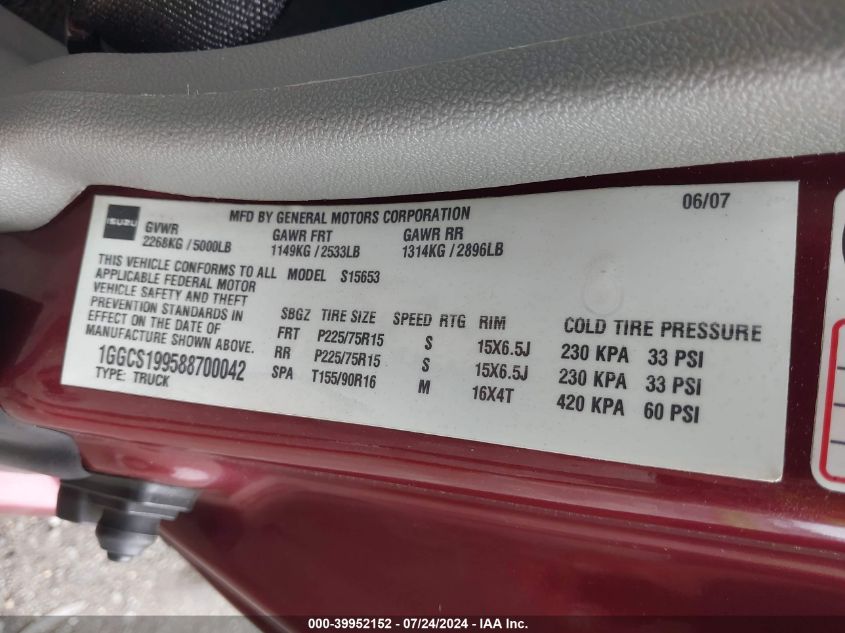 MFD BY GENERAL MOTORS CORPORATION 06/07
ISUZU
GVWR GAWR FRT GAWR RR
2268KG / 5000LB 1149KG / 2533LB 1314KG / 2896LB
THIS VEHICLE CONFORMS TO ALL MODEL S15653
APPLICABLE FEDERAL MOTOR
VEHICLE SAFETY AND THEFT
PREVENTION STANDARDS IN
EFFECT ON THE DATE OF
MANUFACTURE SHOWN ABOVE.
1GGCS199588700042
TYPE: TRUCK
SBGZ TIRE SIZE SPEED RTG RIM COLD TIRE PRESSURE
FRT P225/75R15 S 15X6.5J 230 KPA 33 PSI
RR P225/75R15 S 15X6.5J 230 KPA 33 PSI
SPA T155/90R16 M 16X4T 420 KPA 60 PSI
000-39952152 - 07/24/2024 - IAA Inc.